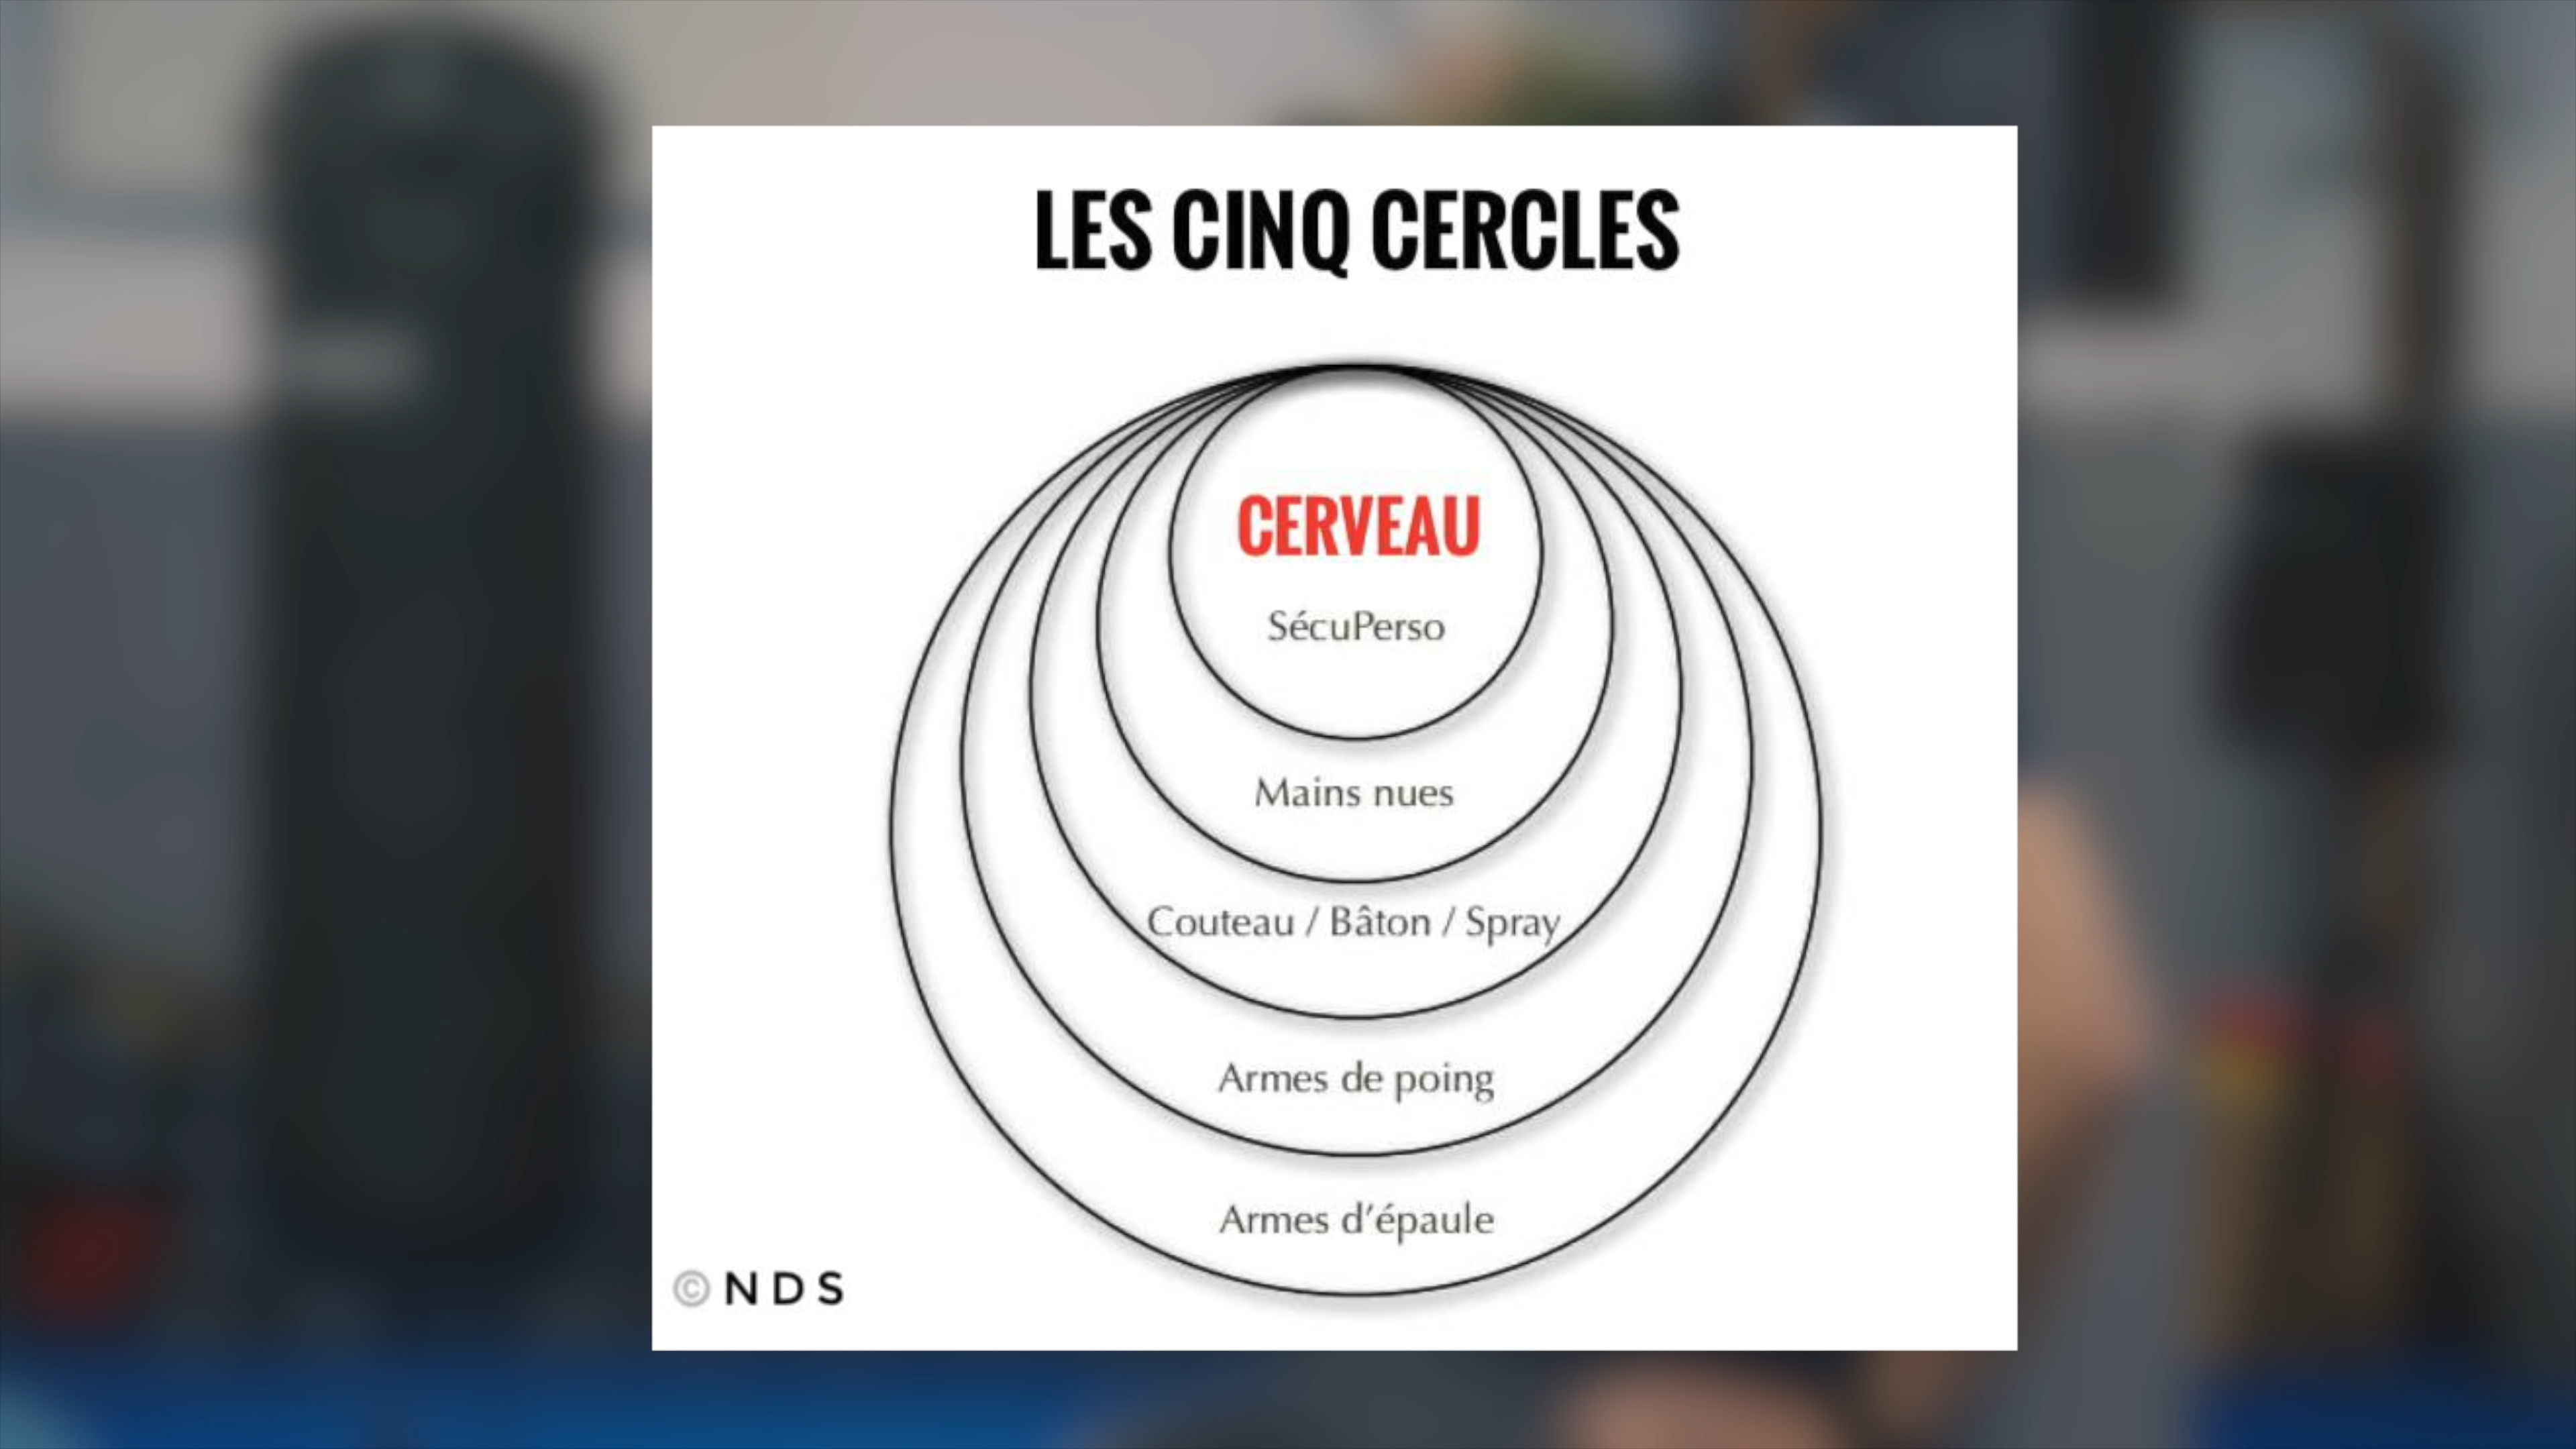 LES CINQ CERCLES
CERVEAU
SécuPerso
Mains nues
Couteau / Bâton / Spray
Armes de poing
Armes d'épaule
© NDS